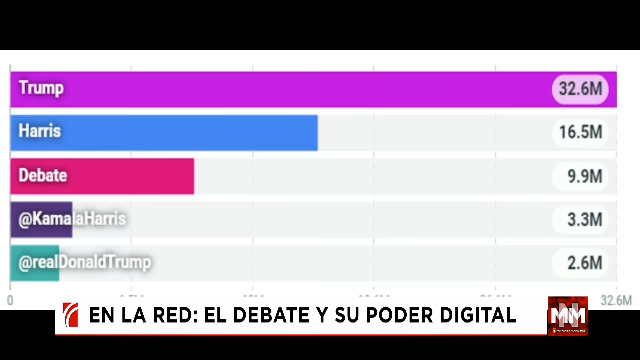 Trump 32.6M
Harris 16.5M
Debate 9.9M
@KamalaHarris 3.3M
@realDonaldTrump 2.6M
0 32.6M
EN LA RED: EL DEBATE Y SU PODER DIGITAL